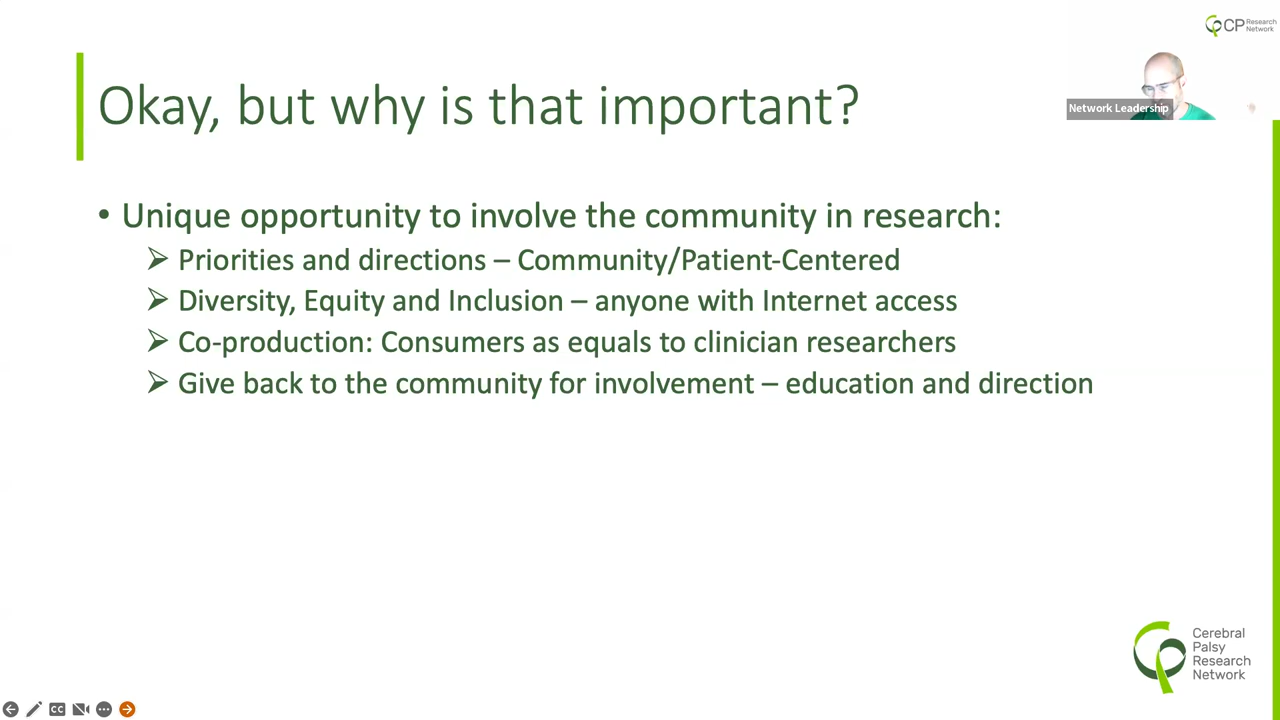 CP Research
Network
Okay, but why is that important?
Network Leadership
• Unique opportunity to involve the community in research:
➢ Priorities and directions – Community/Patient-Centered
➢ Diversity, Equity and Inclusion – anyone with Internet access
➢ Co-production: Consumers as equals to clinician researchers
➢ Give back to the community for involvement – education and direction
Cerebral
Palsy
Research
Network
CC